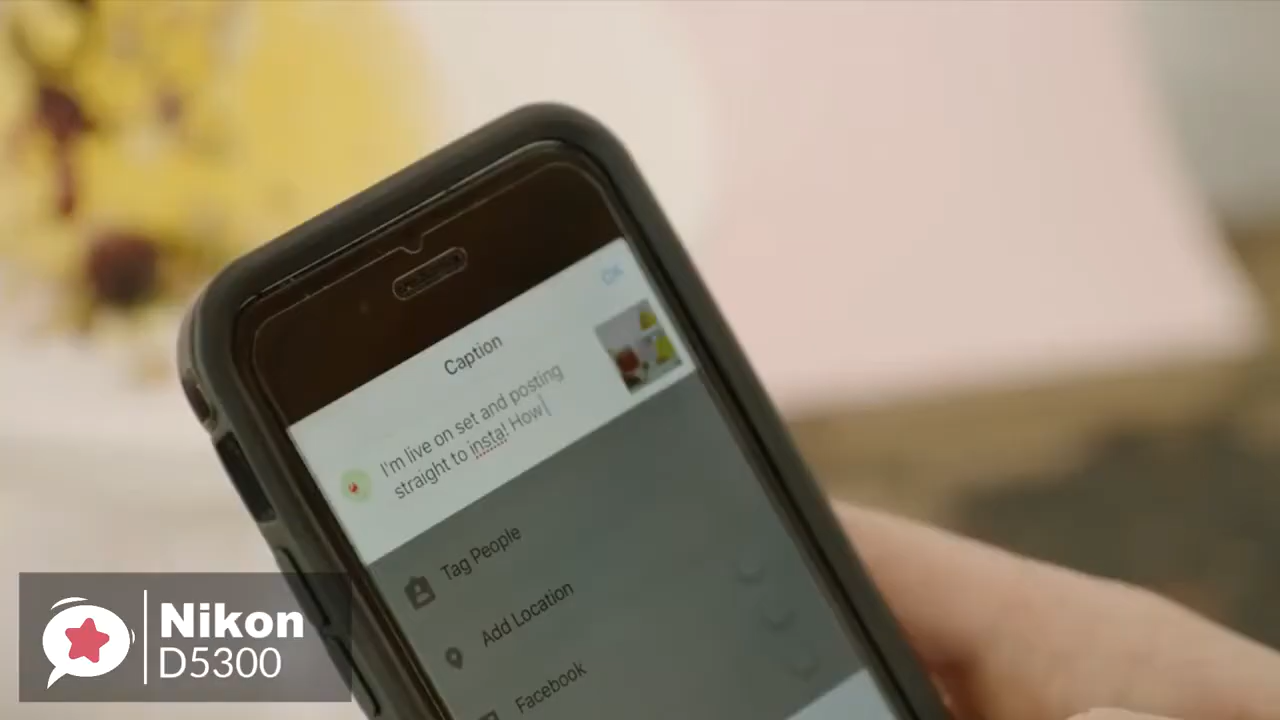 OK
Caption
I'm live on set and posting
straight to insta! How
Tag People
Add Location
Facebook
Nikon
D5300